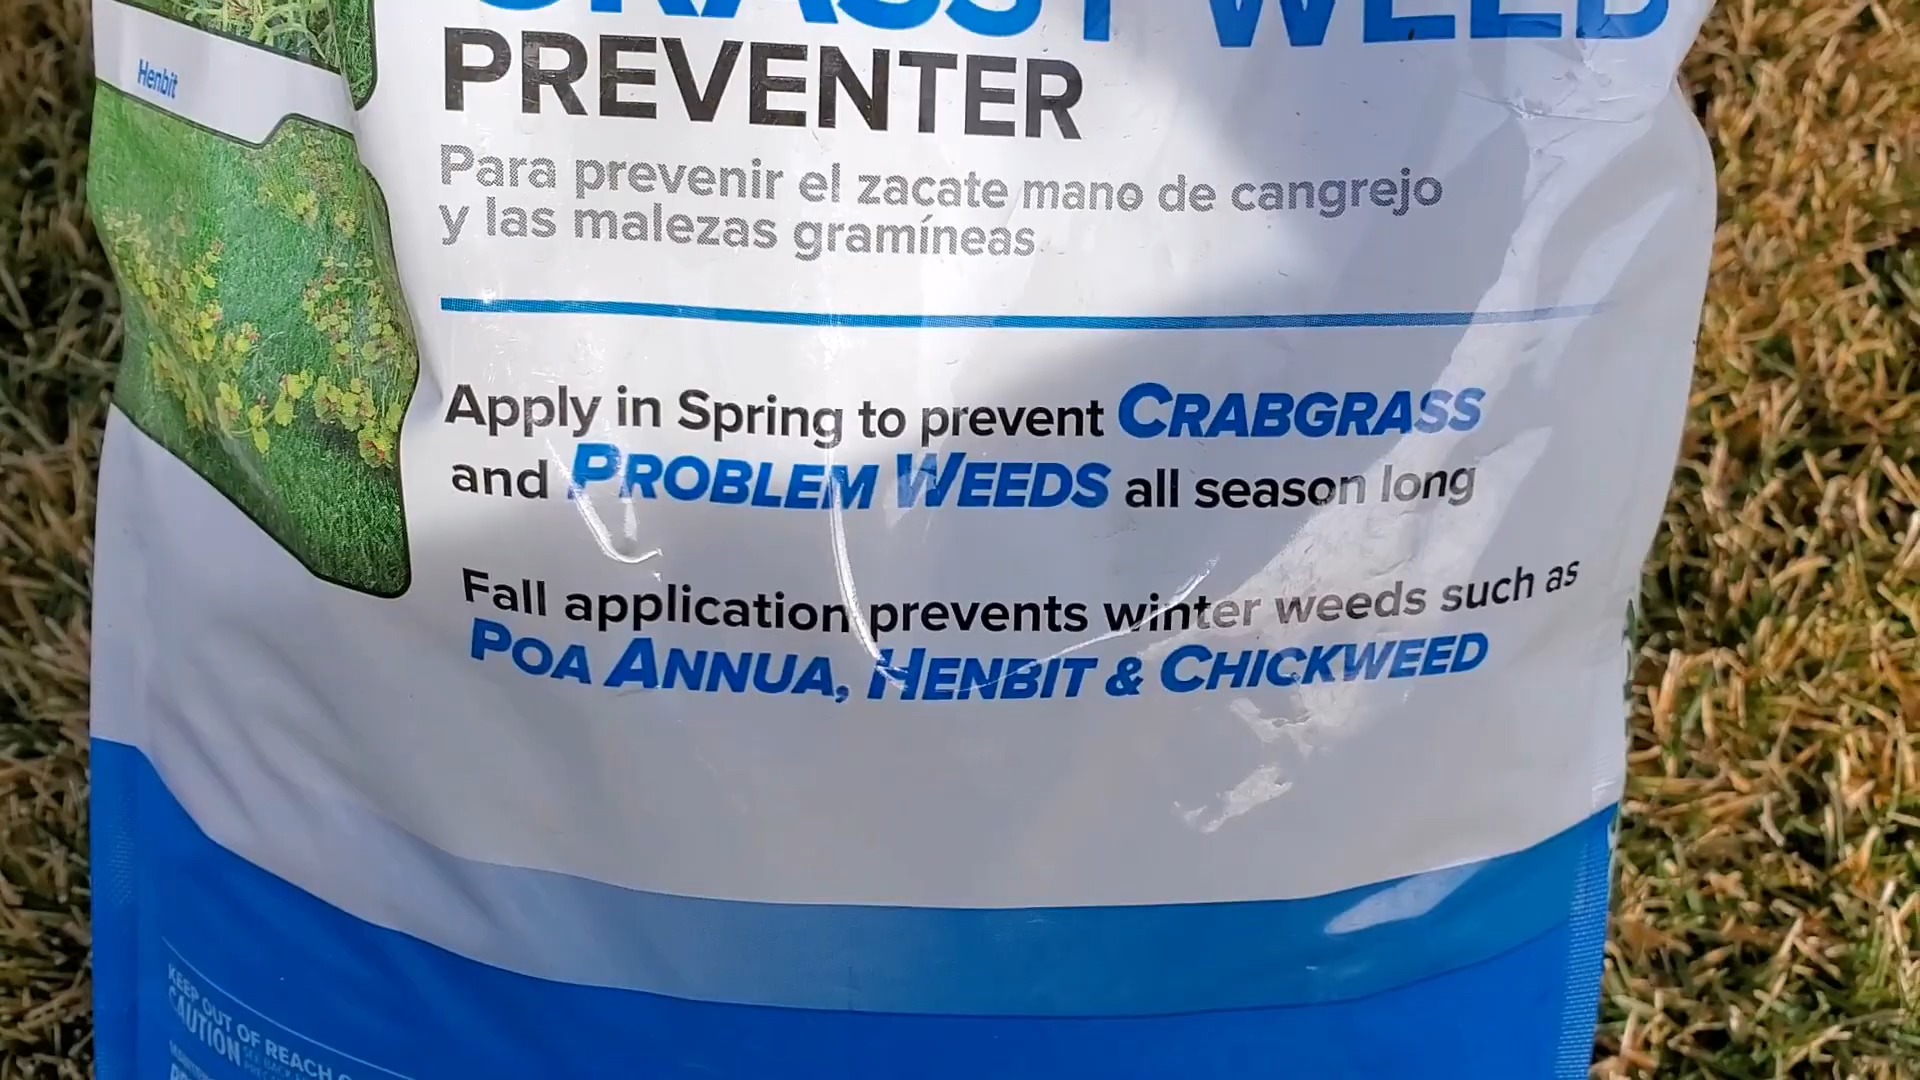 GRASSY WEED
PREVENTER
Henbit
Para prevenir el zacate mano de cangrejo
y las malezas gramíneas
Apply in Spring to prevent CRABGRASS
and PROBLEM WEEDS all season long
Fall application prevents winter weeds such as
POA ANNUA, HENBIT & CHICKWEED
KEEP OUT OF REACH
CAUTION